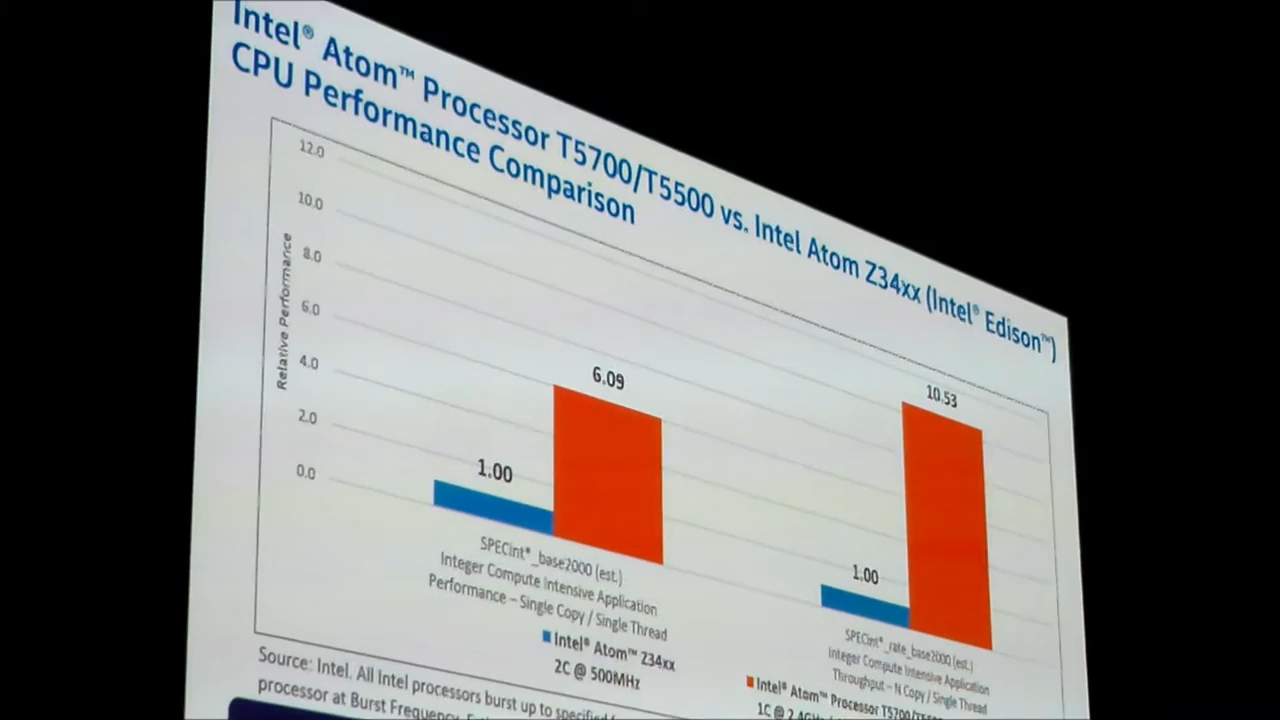 Intel® Atom™ Processor T5700/T5500 vs. Intel Atom Z34xx (Intel® Edison™)
CPU Performance Comparison
12.0
10.0
8.0
6.0
4.0
2.0
0.0
Relative Performance
1.00
6.09
1.00
10.53
SPECint*_base2000 (est.)
Integer Compute Intensive Application
Performance – Single Copy / Single Thread
SPECint*_rate_base2000 (est.)
Integer Compute Intensive Application
Throughput – N Copy / Single Thread
Intel® Atom™ Z34xx
2C @ 500MHz
Intel® Atom™ Processor T5700/
1C @ 2.4GHz
Source: Intel. All Intel processors burst up to
processor at Burst Frequency.